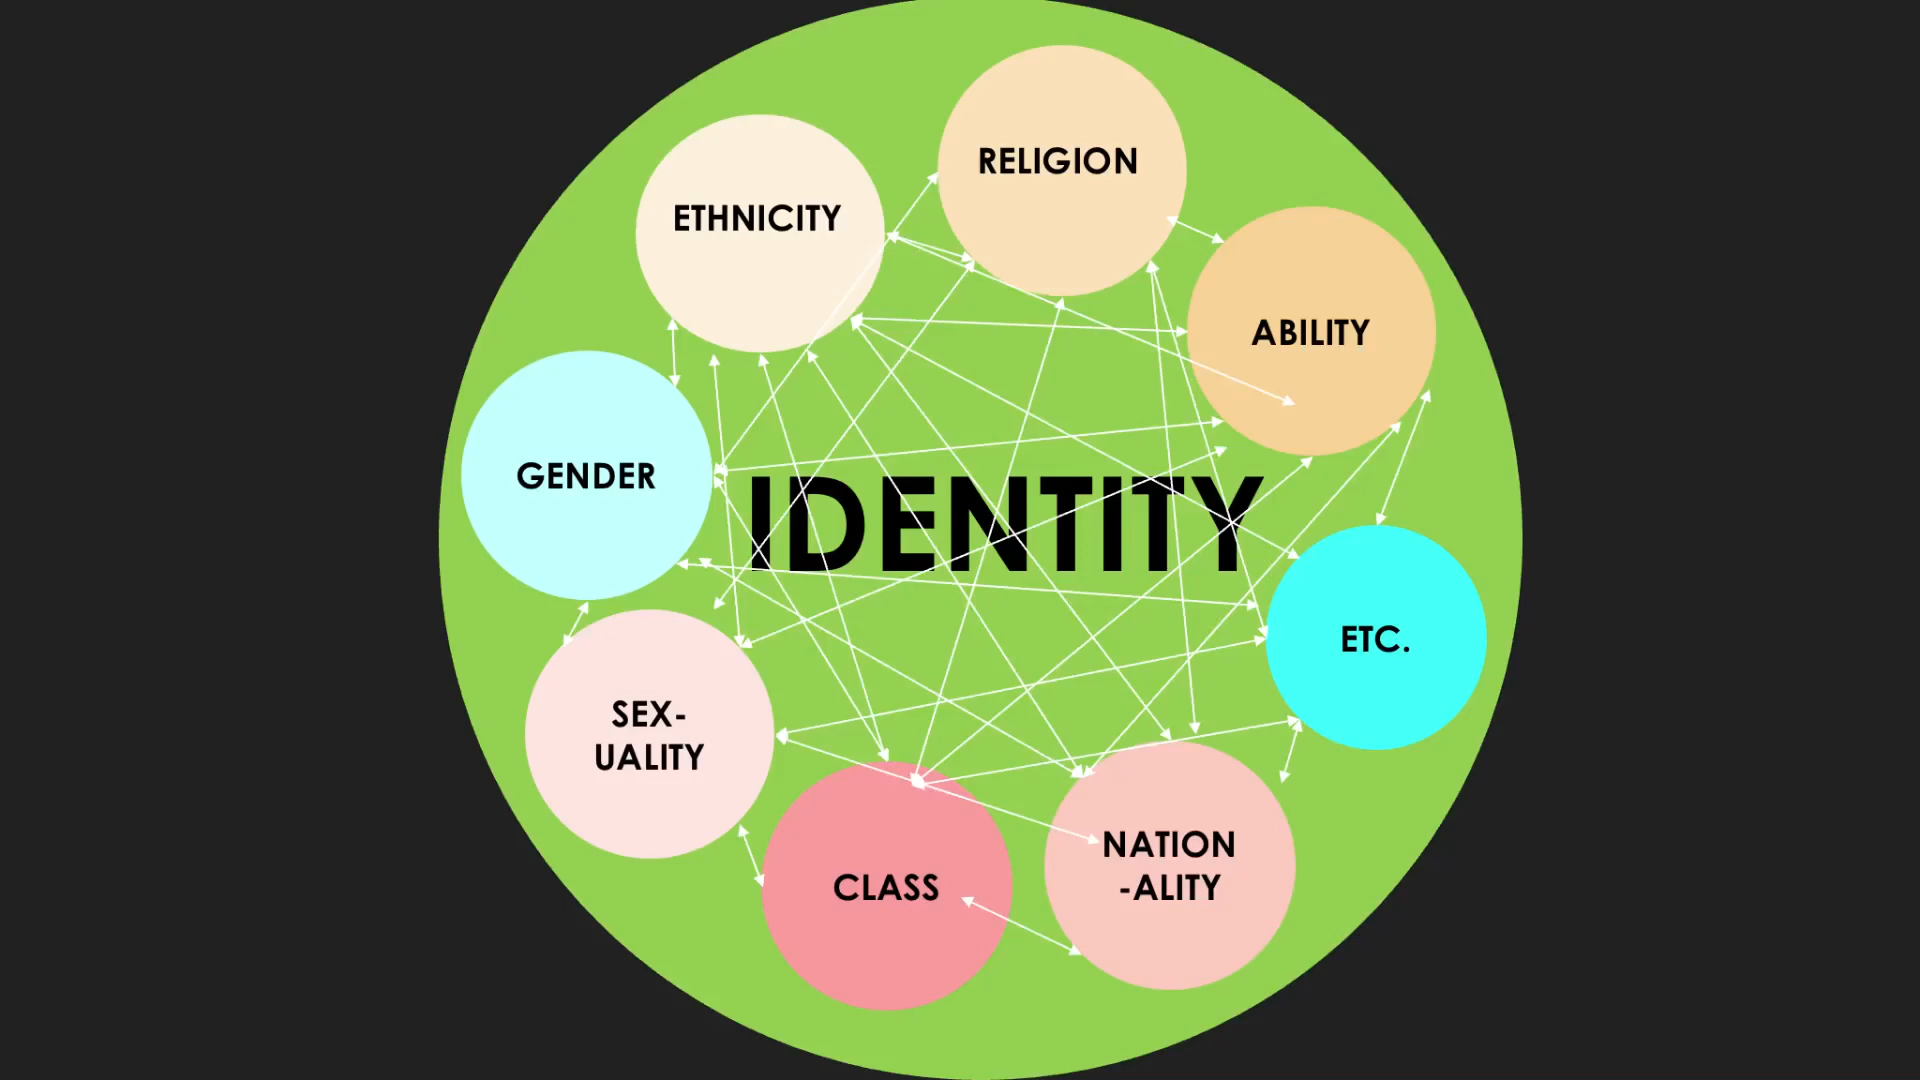 RELIGION
ETHNICITY
ABILITY
GENDER
IDENTITY
ETC.
SEX-
UALITY
CLASS
NATION
-ALITY